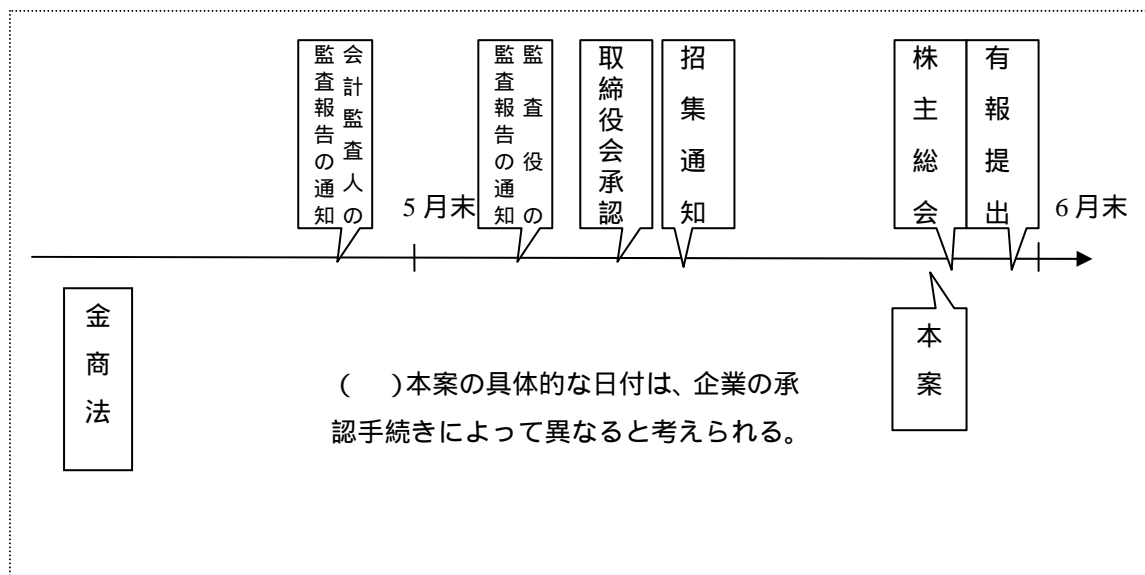 会計監査人の
監査報告の通知
5月末
監査役の
監査報告の通知
取締役会承認
招集通知
株主総会
有報提出
6月末
金商法
本案
(　)本案の具体的な日付は、企業の承
認手続きによって異なると考えられる。